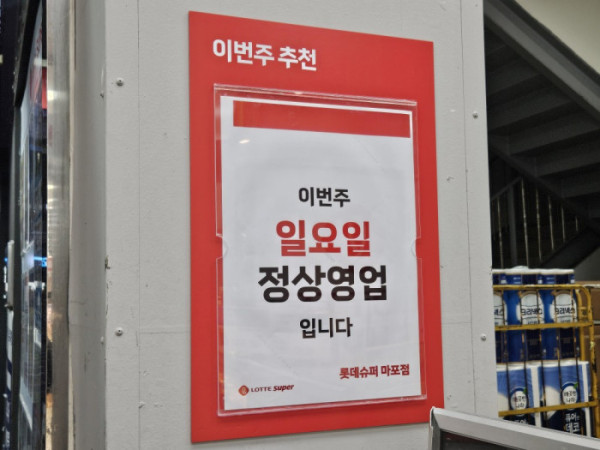 이번주 추천
이번주
일요일
정상영업
입니다
롯데슈퍼 마포점
LOTTE super